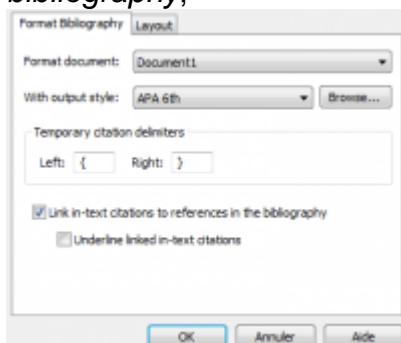 bibliography,
Format Bibliography Layout
Format document: Document1
With output style: APA 6th Browse...
Temporary citation delimiters
Left: { Right: }
Link in-text citations to references in the bibliography
Underline linked in-text citations
OK Annuler Aide